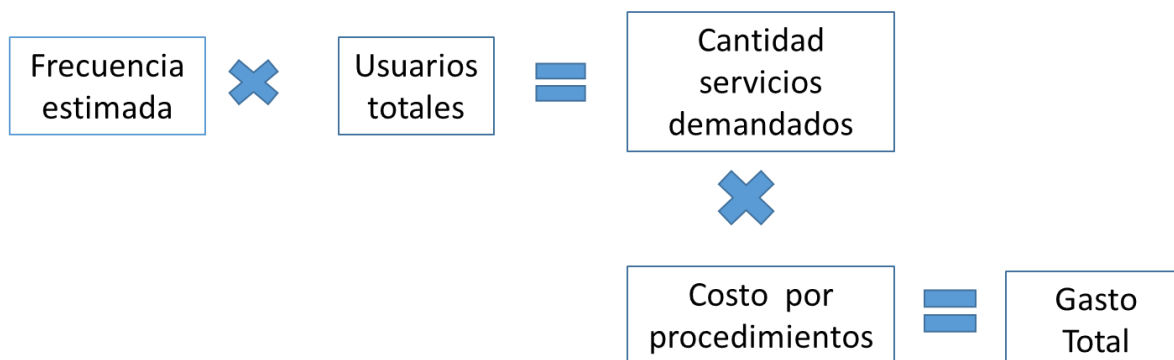 Frecuencia
estimada
Usuarios
totales
Cantidad
servicios
demandados
Costo por
procedimientos
Gasto
Total